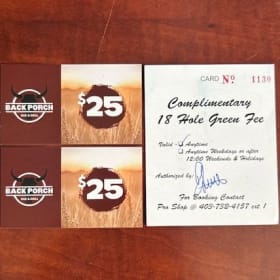 BACK PORCH
BAR & GRILL
$25
BACK PORCH
BAR & GRILL
$25
CARD No. 1130
Complimentary
18 Hole Green Fee
Valid - ✓ Anytime
Anytime Weekdays or after
12:00 Weekends & Holidays
Authorized by:
For Booking Contact
Pro Shop @ 403-732-4157 ext 1